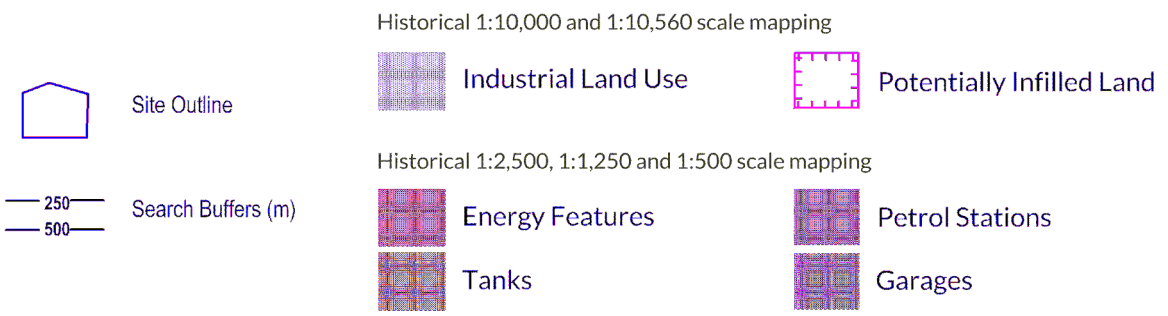 Historical 1:10,000 and 1:10,560 scale mapping
Industrial Land Use
Potentially Infilled Land
Site Outline
Historical 1:2,500, 1:1,250 and 1:500 scale mapping
250
Search Buffers (m)
500
Energy Features
Petrol Stations
Tanks
Garages